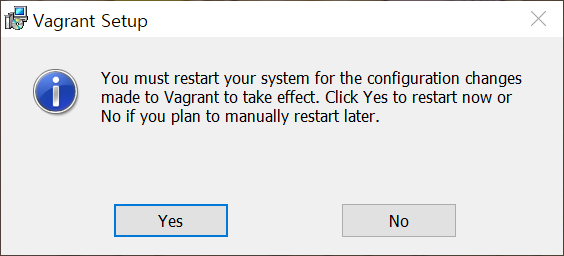 Vagrant Setup
You must restart your system for the configuration changes
made to Vagrant to take effect. Click Yes to restart now or
No if you plan to manually restart later.
Yes No